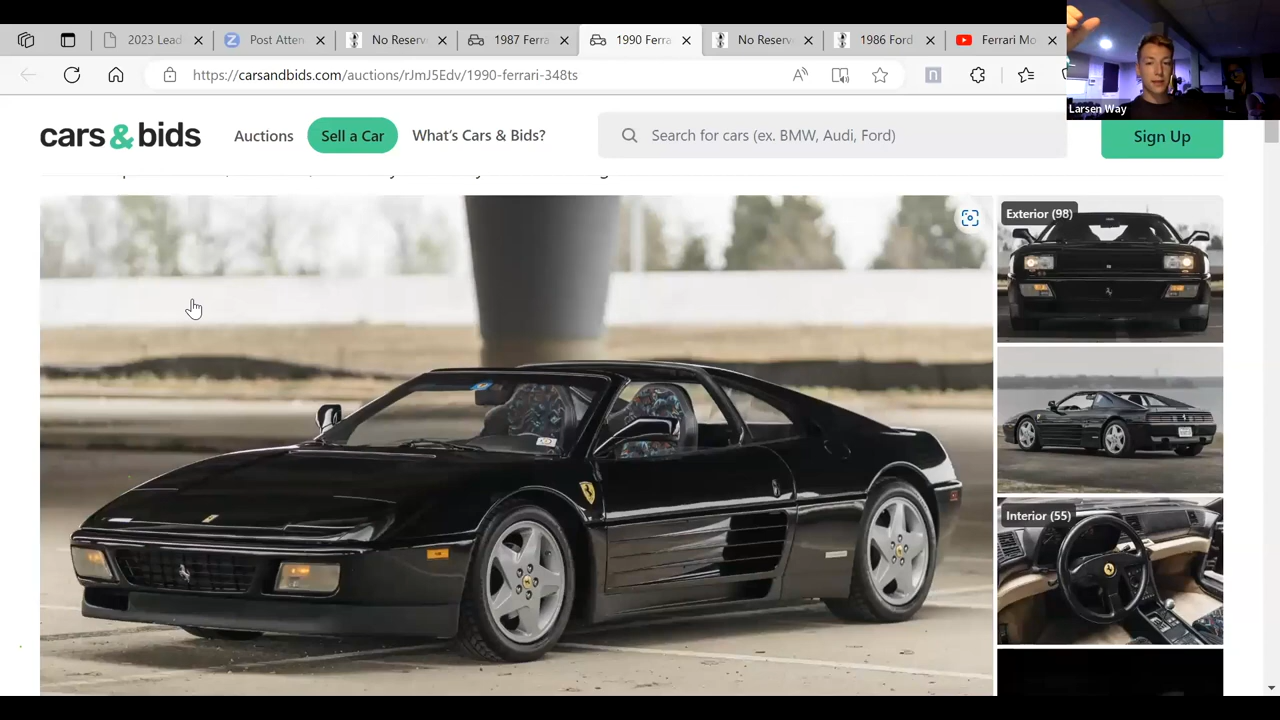 2023 Lead
Post Atten
No Reserv
1987 Ferra
1990 Ferra
No Reserv
1986 Ford
Ferrari Mo
https://carsandbids.com/auctions/rJmJ5Edv/1990-ferrari-348ts
Larsen Way
cars & bids
Auctions
Sell a Car
What's Cars & Bids?
Search for cars (ex. BMW, Audi, Ford)
Sign Up
Exterior (98)
Interior (55)